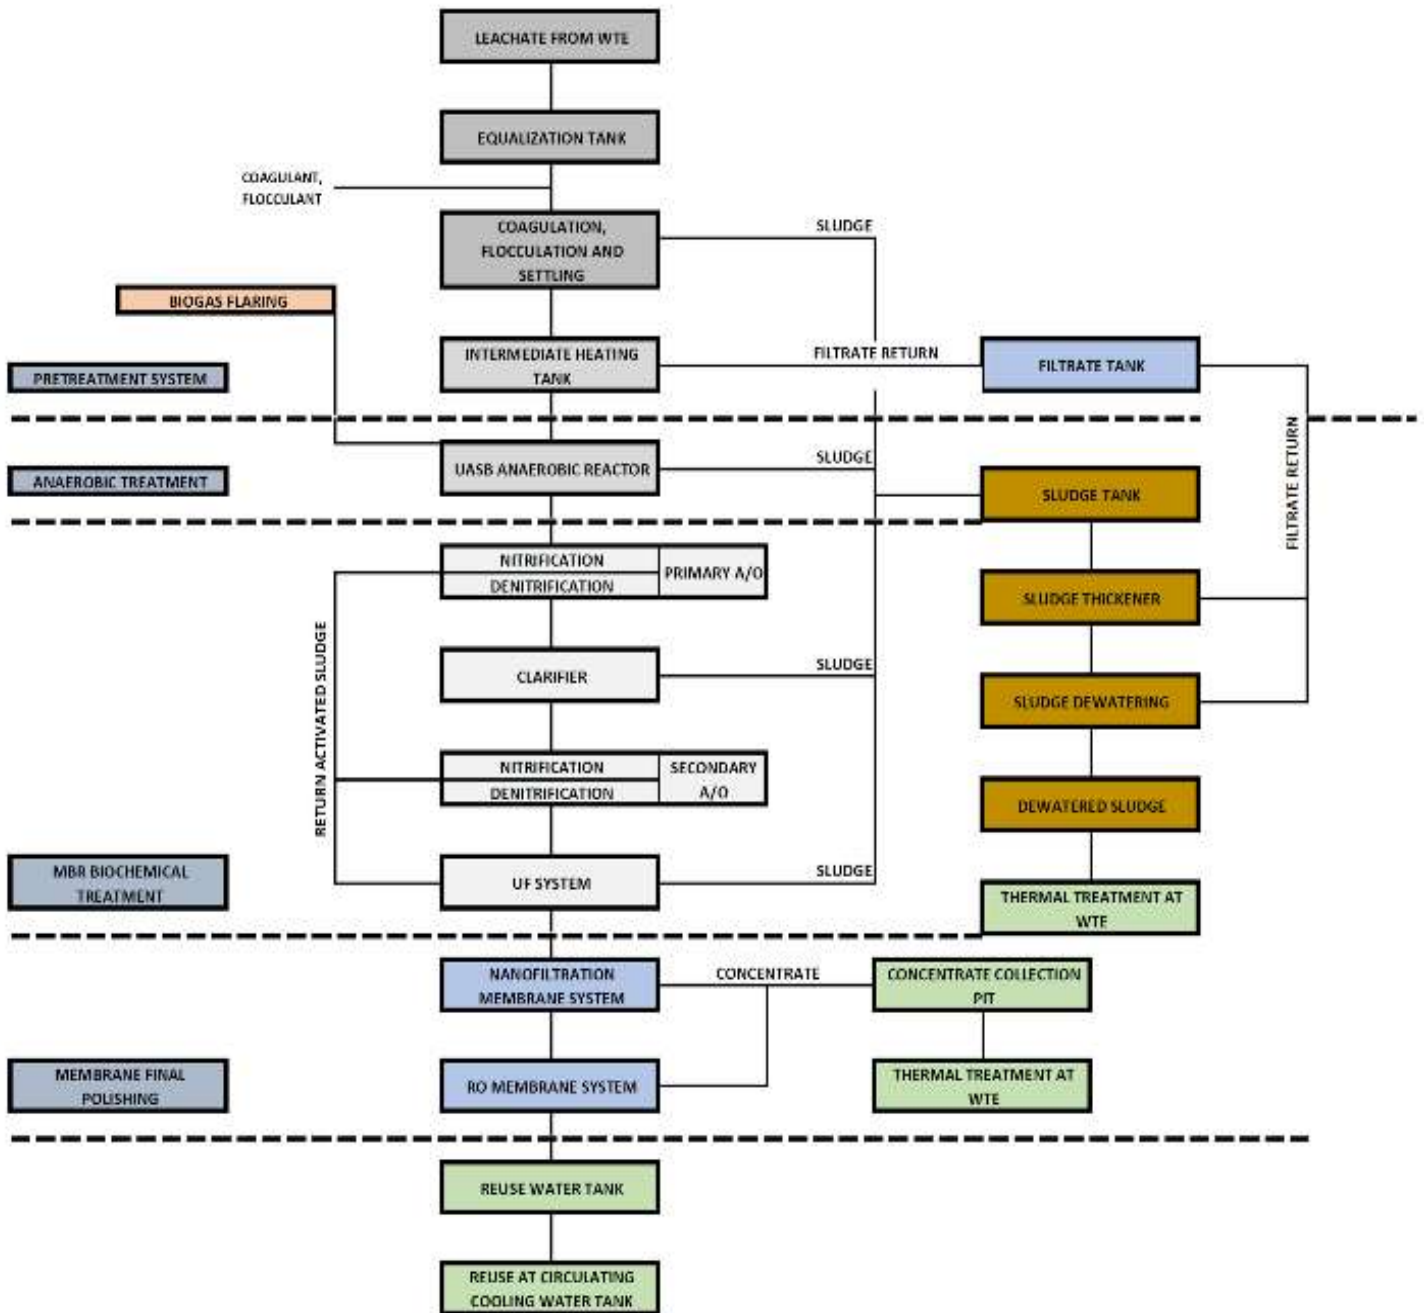 LEACHATE FROM WTE
EQUALIZATION TANK
COAGULANT,
FLOCCULANT
COAGULATION,
FLOCCULATION AND
SETTLING
SLUDGE
BIOGAS FLARING
INTERMEDIATE HEATING
TANK
FILTRATE RETURN
FILTRATE TANK
PRETREATMENT SYSTEM
UASB ANAEROBIC REACTOR
SLUDGE
ANAEROBIC TREATMENT
SLUDGE TANK
FILTRATE RETURN
NITRIFICATION
DENITRIFICATION
PRIMARY A/O
SLUDGE THICKENER
RETURN ACTIVATED SLUDGE
CLARIFIER
SLUDGE
SLUDGE DEWATERING
NITRIFICATION
DENITRIFICATION
SECONDARY
A/O
DEWATERED SLUDGE
MBR BIOCHEMICAL
TREATMENT
UF SYSTEM
SLUDGE
THERMAL TREATMENT AT
WTE
NANOFILTRATION
MEMBRANE SYSTEM
CONCENTRATE
CONCENTRATE COLLECTION
PIT
MEMBRANE FINAL
POLISHING
RO MEMBRANE SYSTEM
THERMAL TREATMENT AT
WTE
REUSE WATER TANK
REUSE AT CIRCULATING
COOLING WATER TANK